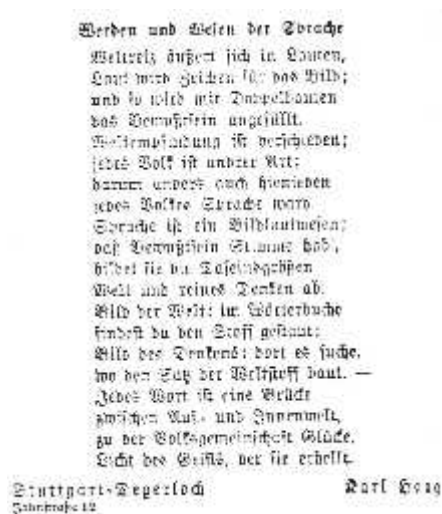 Werden und Wesen der Sprache
Weltreiz äußert sich in Lauten,
Laut wird Zeichen für das Bild;
und so wird mit Doppelbauten
das Bewußtsein angefüllt.
Weltempfindung ist verschieden;
jedes Volk ist andrer Art;
darum anders auch hienieden
jedes Volkes Sprache ward
Sprache ist ein Bildlautwesen;
das Bewußtsein Stimme
bildet sie in Daseinsgrößen
Welt und reines Denken ab.
Bild der Welt: im Wörterbuche
findest du den Stoff gestaut;
Bild des Denkens: dort es suche,
wo den Satz der Weltstoff baut. —
Jedes Wort ist eine Brücke
zwischen Auß- und Innenwelt,
zu der Volksgemeinschaft Glücke,
Licht des Geists, der sie erhellt.
Stuttgart-Degerloch Karl Haag
Jahnstraße 12